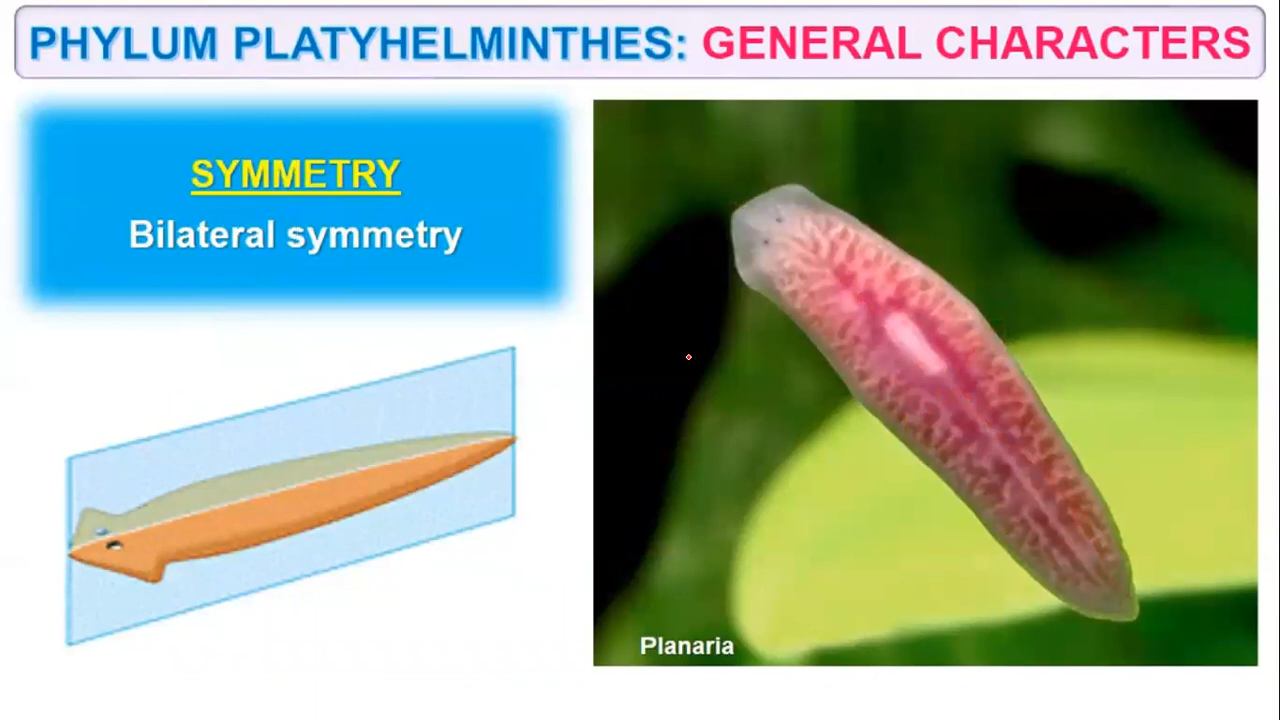 PHYLUM PLATYHELMINTHES: GENERAL CHARACTERS
SYMMETRY
Bilateral symmetry
Planaria